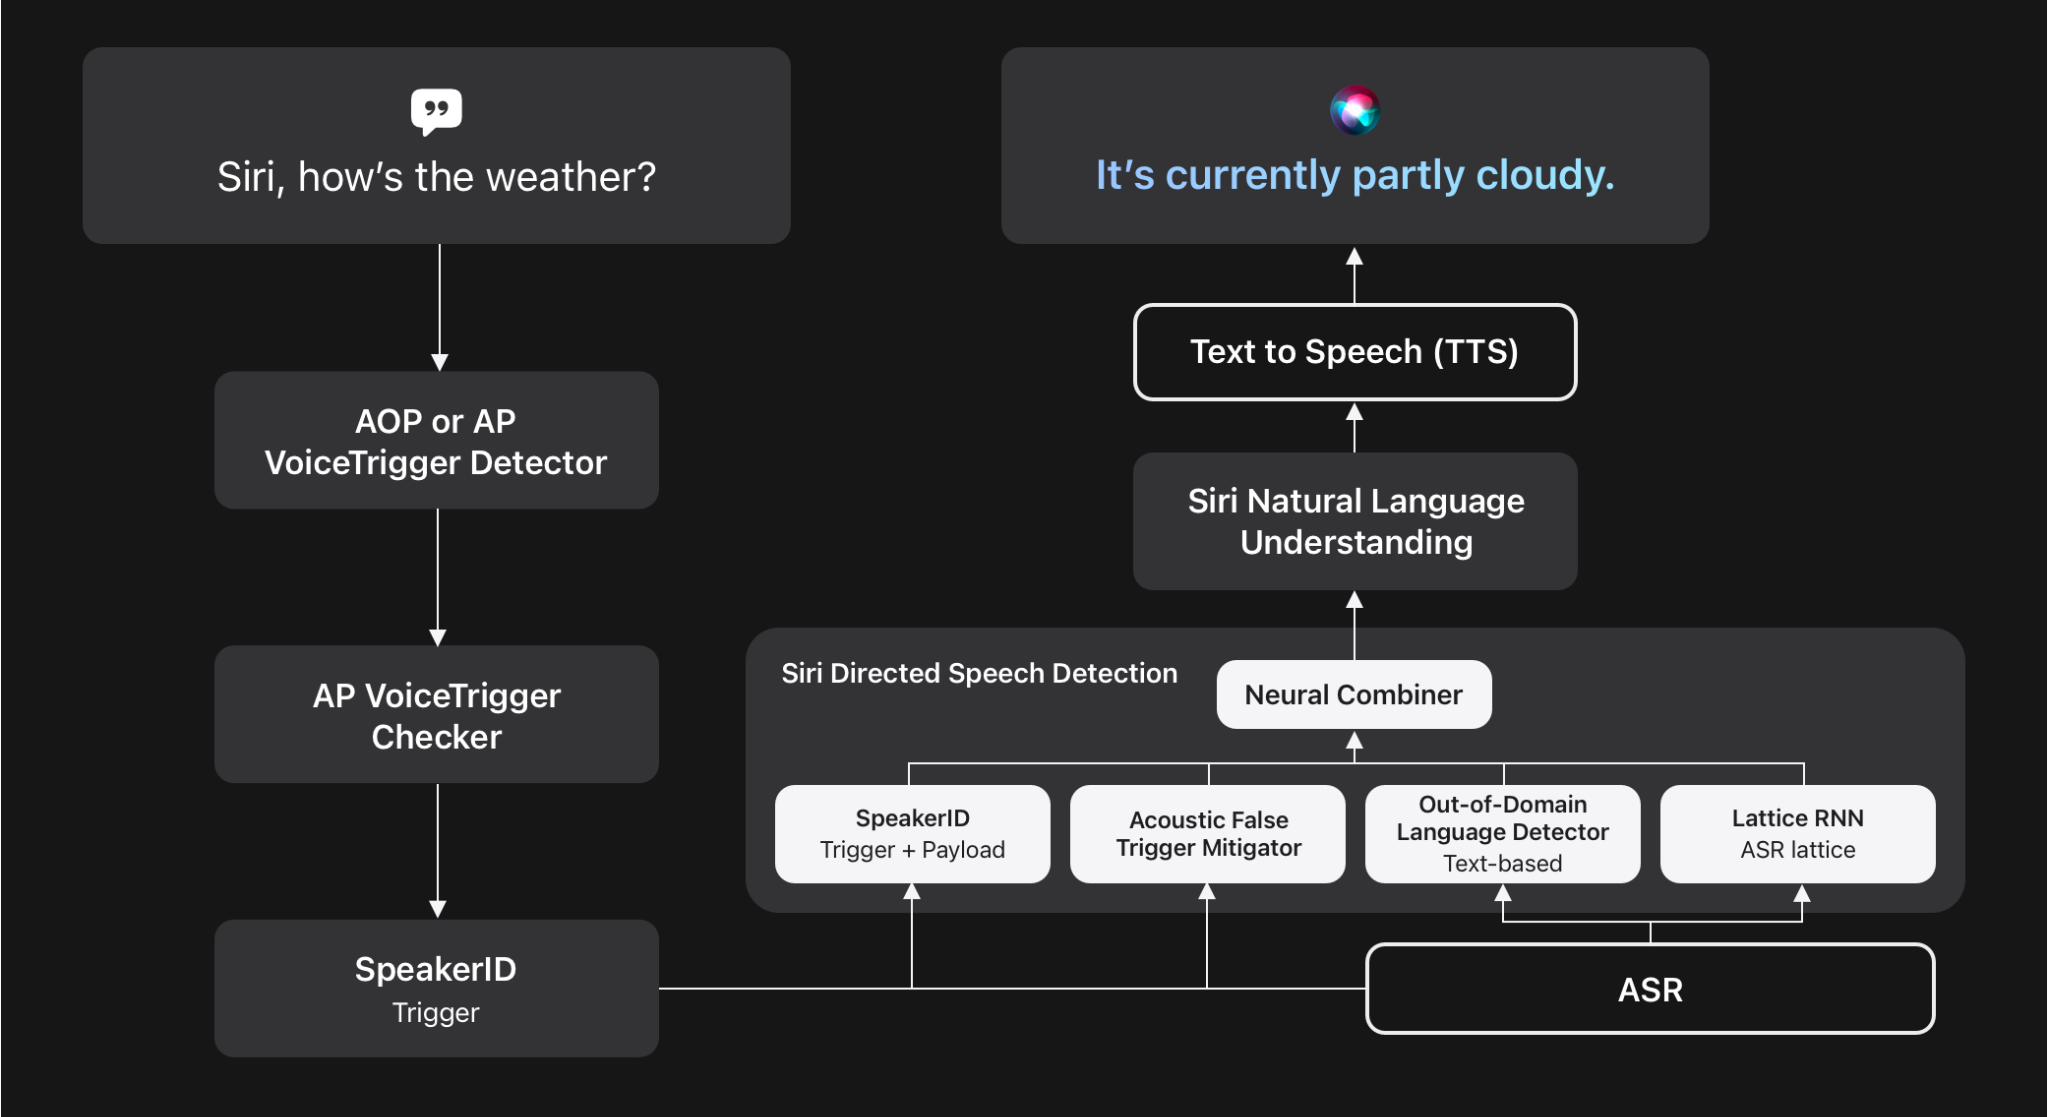 Siri, how’s the weather?
AOP or AP
VoiceTrigger Detector
AP VoiceTrigger
Checker
SpeakerID
Trigger
It’s currently partly cloudy.
Text to Speech (TTS)
Siri Natural Language
Understanding
Siri Directed Speech Detection
Neural Combiner
SpeakerID
Trigger + Payload
Acoustic False
Trigger Mitigator
Out-of-Domain
Language Detector
Text-based
Lattice RNN
ASR lattice
ASR